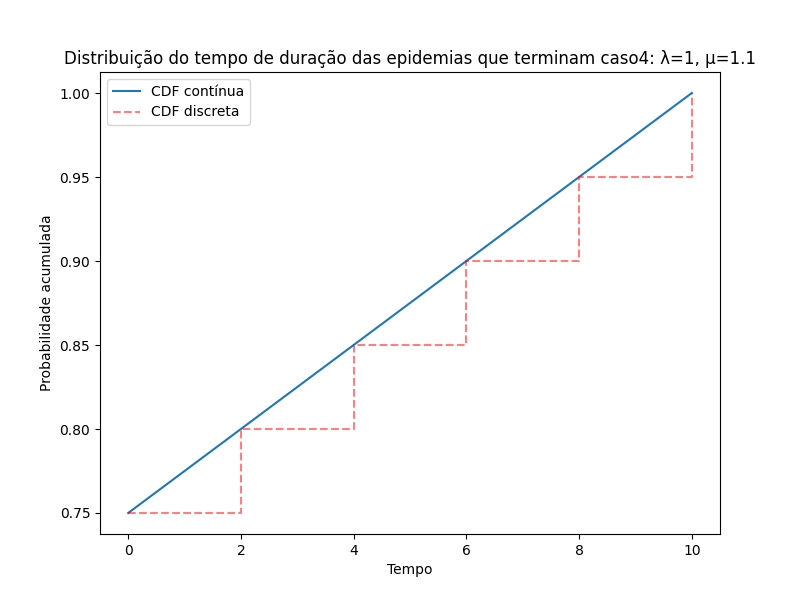 Distribuição do tempo de duração das epidemias que terminam caso4: λ=1, μ=1.1
CDF contínua
CDF discreta
Probabilidade acumulada
1.00
0.95
0.90
0.85
0.80
0.75
0 2 4 6 8 10
Tempo